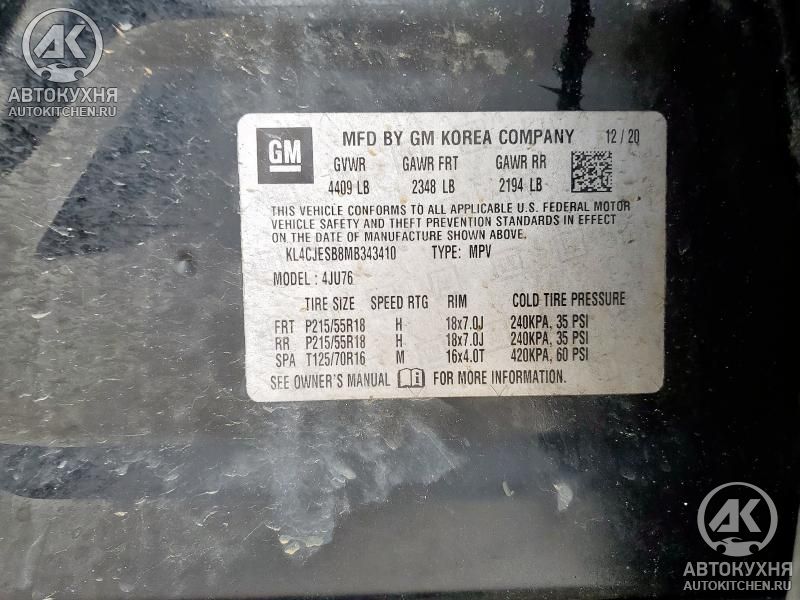 AK
АВТОКУХНЯ
AUTOKITCHEN.RU
GM
MFD BY GM KOREA COMPANY 12 / 20
GVWR GAWR FRT GAWR RR
4409 LB 2348 LB 2194 LB
THIS VEHICLE CONFORMS TO ALL APPLICABLE U.S. FEDERAL MOTOR
VEHICLE SAFETY AND THEFT PREVENTION STANDARDS IN EFFECT
ON THE DATE OF MANUFACTURE SHOWN ABOVE.
KL4CJESB8MB343410 TYPE: MPV
MODEL : 4JU76
TIRE SIZE SPEED RTG RIM COLD TIRE PRESSURE
FRT P215/55R18 H 18x7.0J 240KPA, 35 PSI
RR P215/55R18 H 18x7.0J 240KPA, 35 PSI
SPA T125/70R16 M 16x4.0T 420KPA, 60 PSI
SEE OWNER'S MANUAL FOR MORE INFORMATION.
AK
АВТОКУХНЯ
AUTOKITCHEN.RU